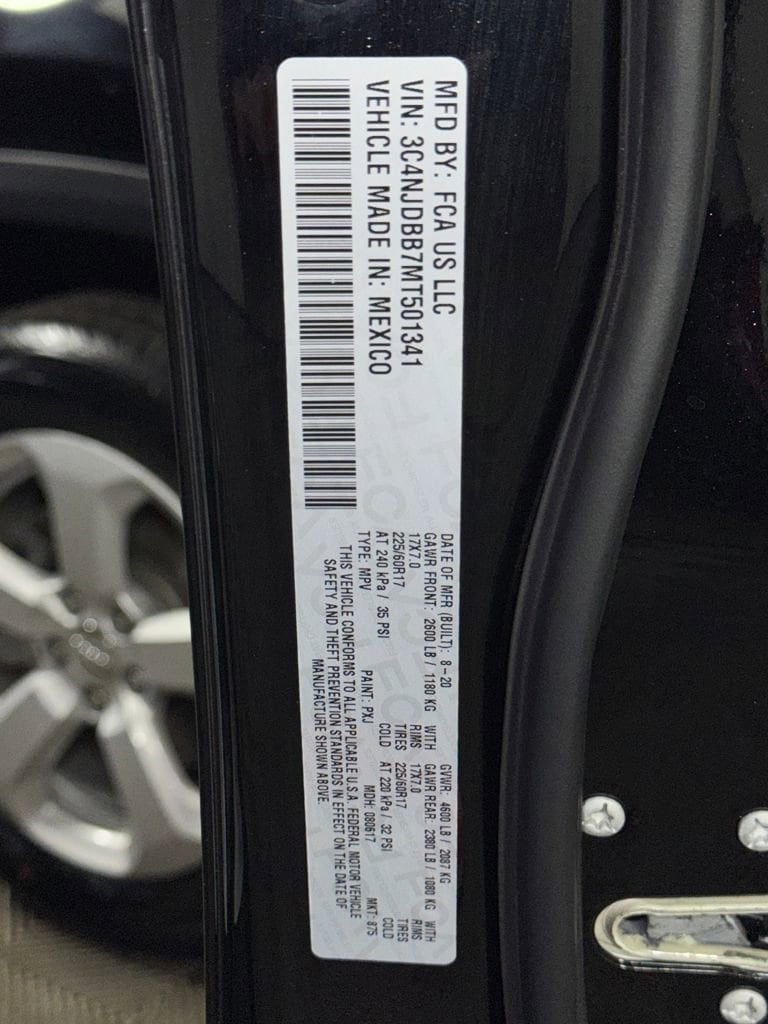 MFD BY: FCA US LLC
VIN: 3C4NJDBB7MT501341
VEHICLE MADE IN: MEXICO
DATE OF MFR (BUILT): 8-20 GVWR: 4600 LB / 2087 KG
GAWR FRONT: 2600 LB / 1180 KG WITH GAWR REAR: 2380 LB / 1080 KG WITH
17X7.0 RIMS 17X7.0 RIMS
225/60R17 TIRES 225/60R17 TIRES
AT 240 kPa / 35 PSI COLD AT 220 kPa / 32 PSI COLD
TYPE: MPV PAINT: PXJ MDH: 080617 MKT: 875
THIS VEHICLE CONFORMS TO ALL APPLICABLE U.S.A. FEDERAL MOTOR VEHICLE
SAFETY AND THEFT PREVENTION STANDARDS IN EFFECT ON THE DATE OF
MANUFACTURE SHOWN ABOVE.